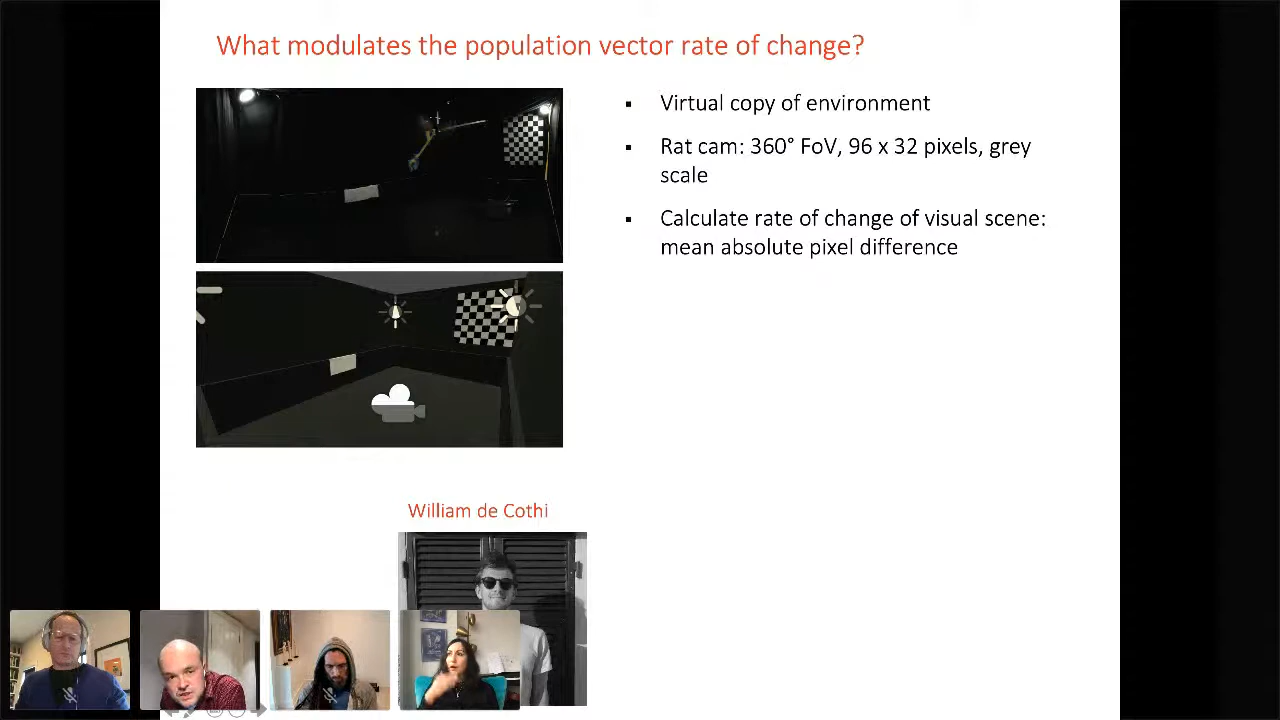 What modulates the population vector rate of change?
▪ Virtual copy of environment
▪ Rat cam: 360° FoV, 96 x 32 pixels, grey
scale
▪ Calculate rate of change of visual scene:
mean absolute pixel difference
William de Cothi